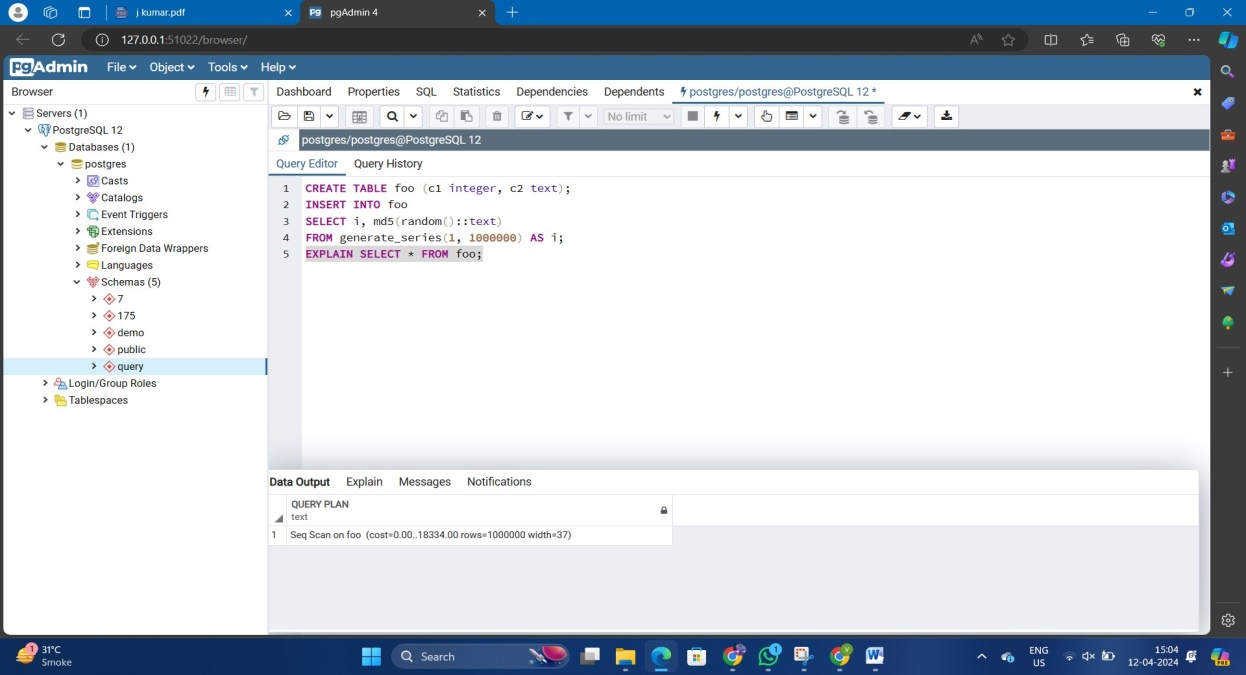 j kumar.pdf
pgAdmin 4
127.0.0.1:51022/browser/
pgAdmin File Object Tools Help
Browser
Dashboard Properties SQL Statistics Dependencies Dependents postgres/postgres@PostgreSQL 12 *
No limit
Servers (1)
PostgreSQL 12
Databases (1)
postgres
Casts
Catalogs
Event Triggers
Extensions
Foreign Data Wrappers
Languages
Schemas (5)
7
175
demo
public
query
Login/Group Roles
Tablespaces
postgres/postgres@PostgreSQL 12
Query Editor Query History
1 CREATE TABLE foo (c1 integer, c2 text);
2 INSERT INTO foo
3 SELECT i, md5(random()::text)
4 FROM generate_series(1, 1000000) AS i;
5 EXPLAIN SELECT * FROM foo;
Data Output Explain Messages Notifications
QUERY PLAN
text
1 Seq Scan on foo (cost=0.00..18334.00 rows=1000000 width=37)
1 31°C
Smoke
Search
1
ENG
US
15:04
12-04-2024
PRE